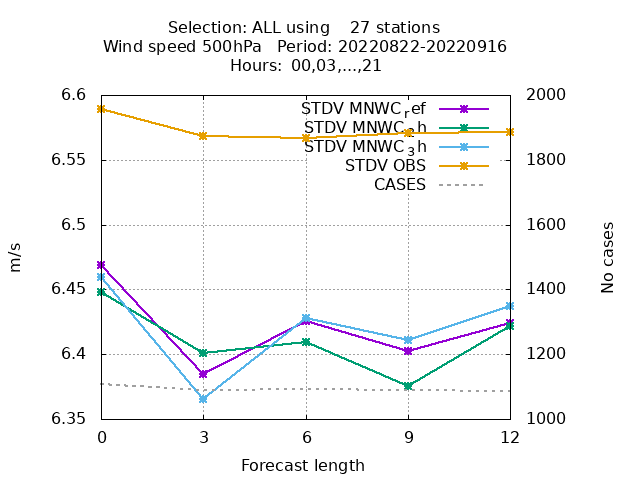 Selection: ALL using    27 stations
Wind speed 500hPa   Period: 20220822-20220916
Hours:  00,03,...,21
6.6
6.55
6.5
6.45
6.4
6.35
2000
1800
1600
1400
1200
1000
0
3
6
9
12
m/s
No cases
Forecast length
STDV MNWC_ref
STDV MNWC_2h
STDV MNWC_3h
STDV OBS
CASES